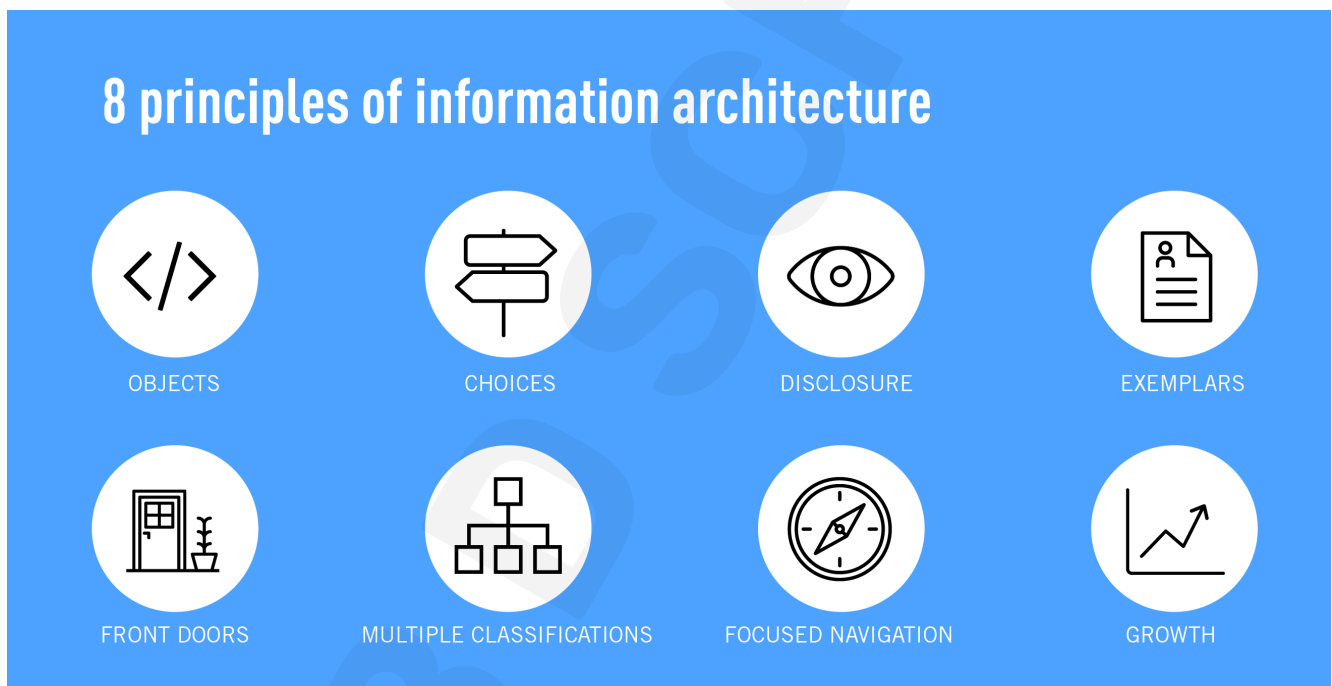 8 principles of information architecture
OBJECTS
CHOICES
DISCLOSURE
EXEMPLARS
FRONT DOORS
MULTIPLE CLASSIFICATIONS
FOCUSED NAVIGATION
GROWTH